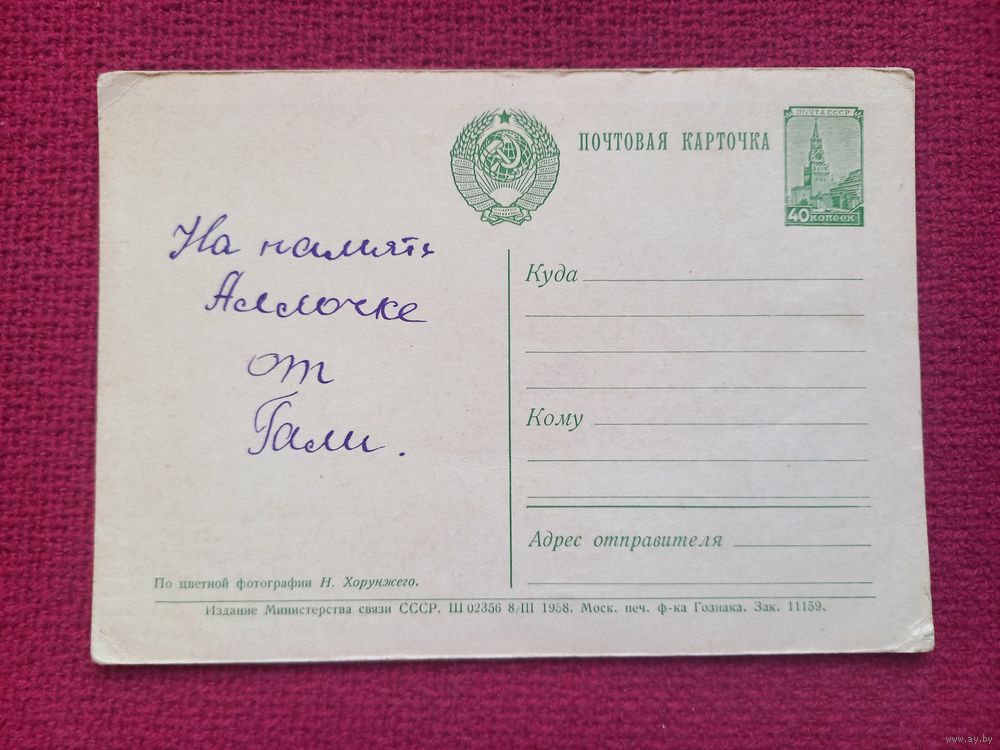 ПОЧТА СССР
40 копеек
ПОЧТОВАЯ КАРТОЧКА
На память
Аллочке
от
Гали.
Куда
Кому
Адрес отправителя
По цветной фотографии Н. Хорунжего.
Издание Министерства связи СССР. Ш 02356 8/III 1958. Моск. печ. ф-ка Гознака. Зак. 11159.
www.ay.by